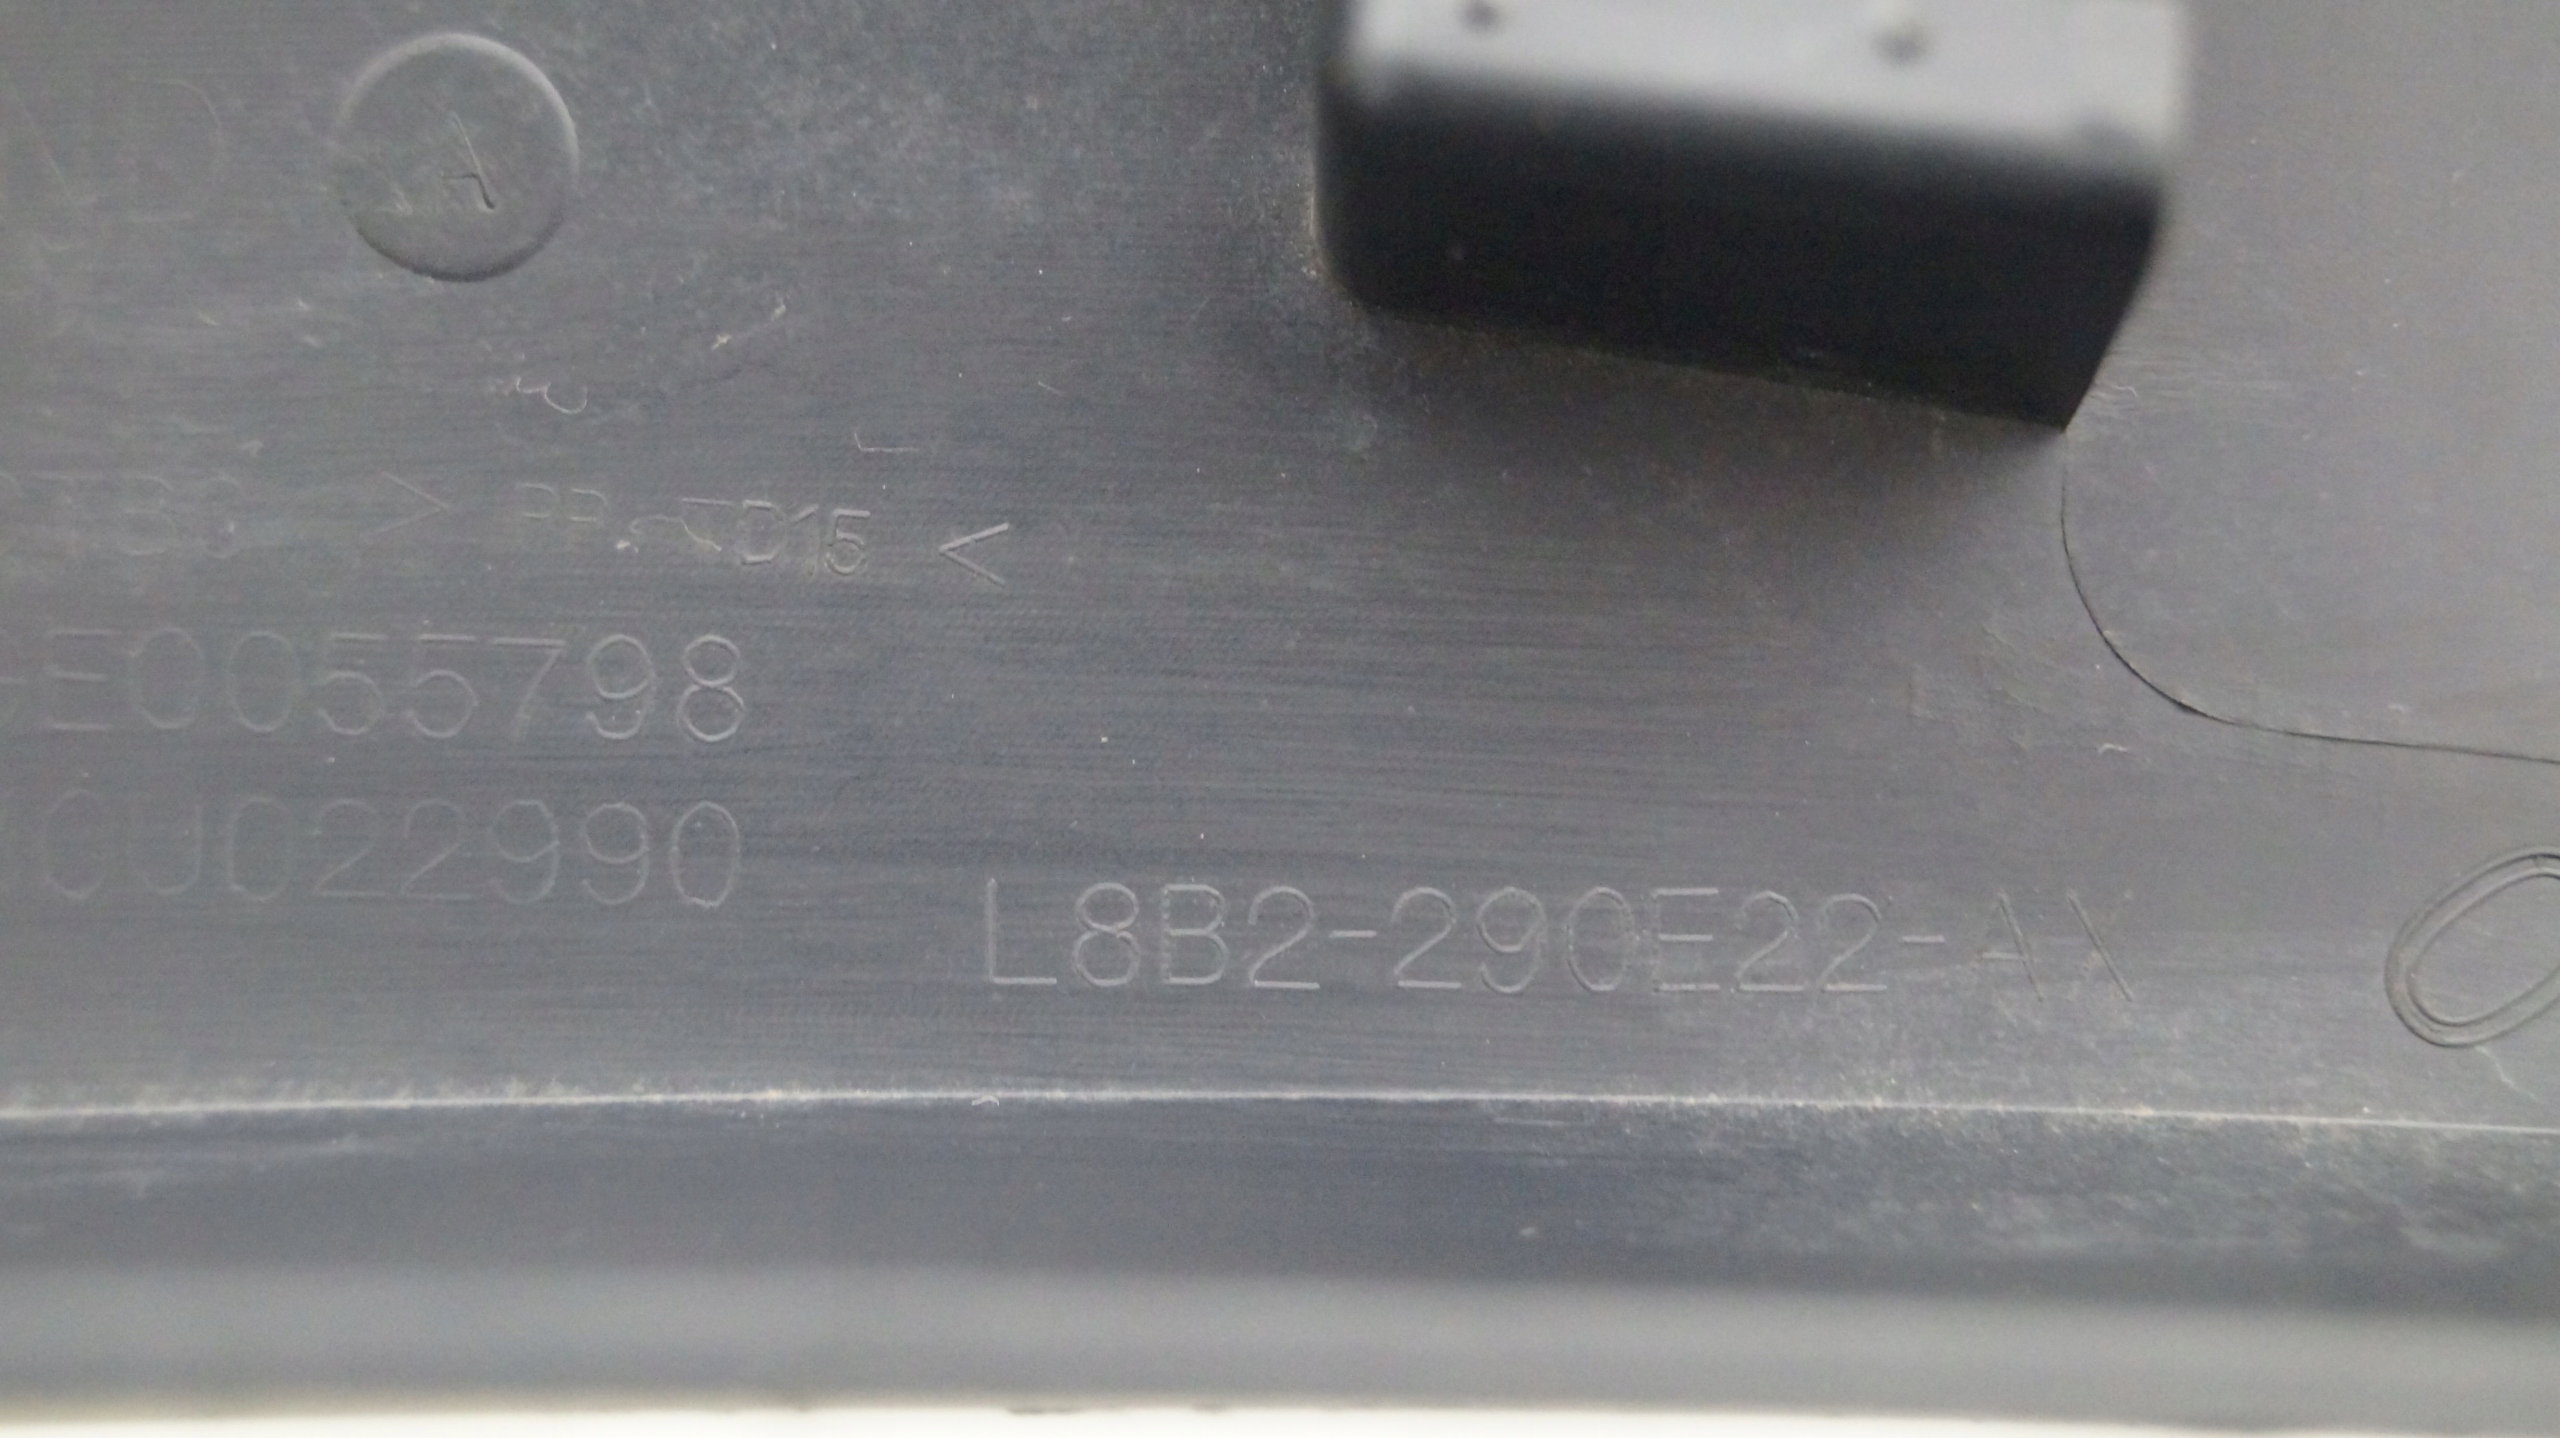 > PP-TD15 <
E0055798
0J022990
L8B2-290E22-AX